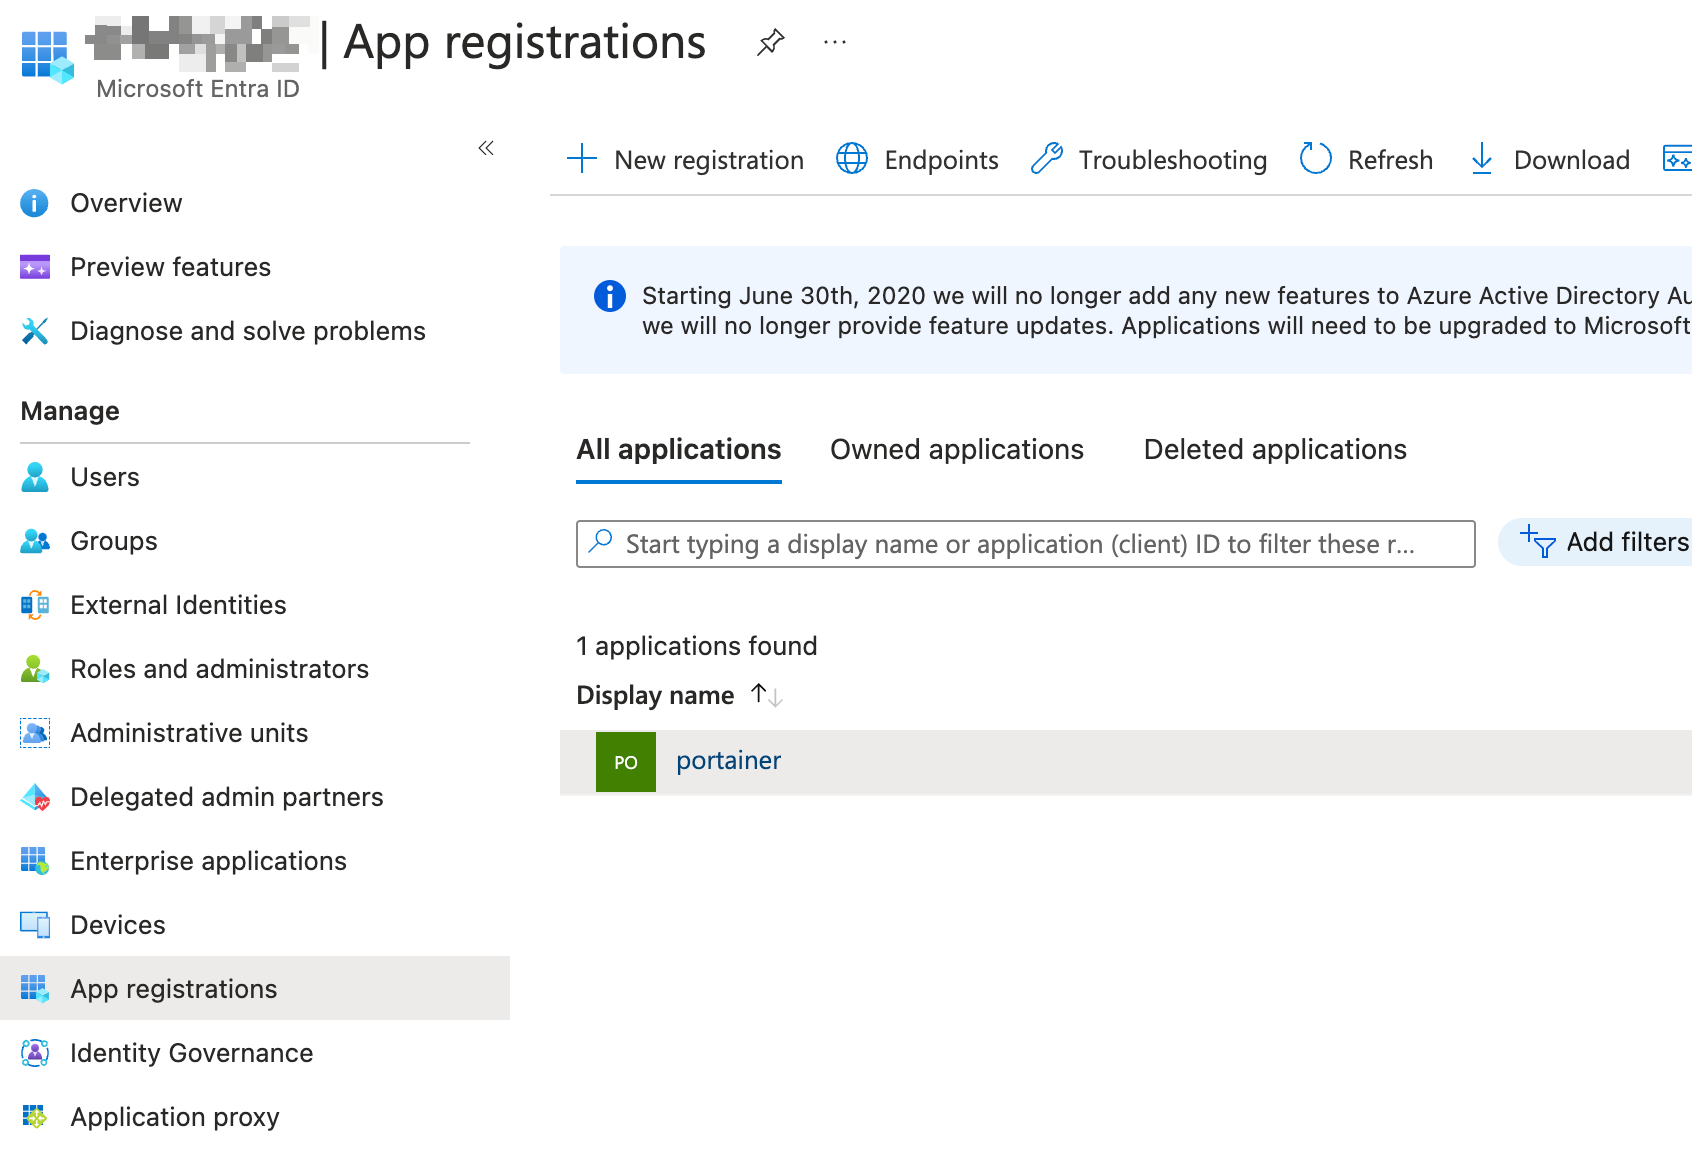 | App registrations
Microsoft Entra ID
New registration
Endpoints
Troubleshooting
Refresh
Download
Overview
Preview features
Diagnose and solve problems
Manage
Users
Groups
External Identities
Roles and administrators
Administrative units
Delegated admin partners
Enterprise applications
Devices
App registrations
Identity Governance
Application proxy
Starting June 30th, 2020 we will no longer add any new features to Azure Active Directory Au
we will no longer provide feature updates. Applications will need to be upgraded to Microsoft
All applications
Owned applications
Deleted applications
Start typing a display name or application (client) ID to filter these r...
Add filters
1 applications found
Display name
PO
portainer